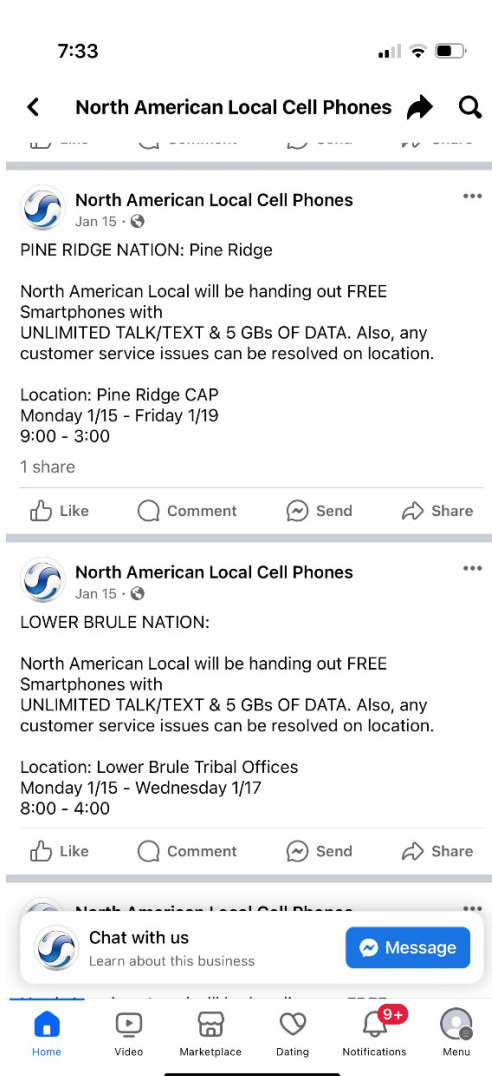 7:33
North American Local Cell Phones
North American Local Cell Phones
Jan 15 ·
PINE RIDGE NATION: Pine Ridge
North American Local will be handing out FREE
Smartphones with
UNLIMITED TALK/TEXT & 5 GBs OF DATA. Also, any
customer service issues can be resolved on location.
Location: Pine Ridge CAP
Monday 1/15 - Friday 1/19
9:00 - 3:00
1 share
Like Comment Send Share
North American Local Cell Phones
Jan 15 ·
LOWER BRULE NATION:
North American Local will be handing out FREE
Smartphones with
UNLIMITED TALK/TEXT & 5 GBs OF DATA. Also, any
customer service issues can be resolved on location.
Location: Lower Brule Tribal Offices
Monday 1/15 - Wednesday 1/17
8:00 - 4:00
Like Comment Send Share
North American Local Cell Phones
Chat with us
Learn about this business
Message
9+
Home Video Marketplace Dating Notifications Menu